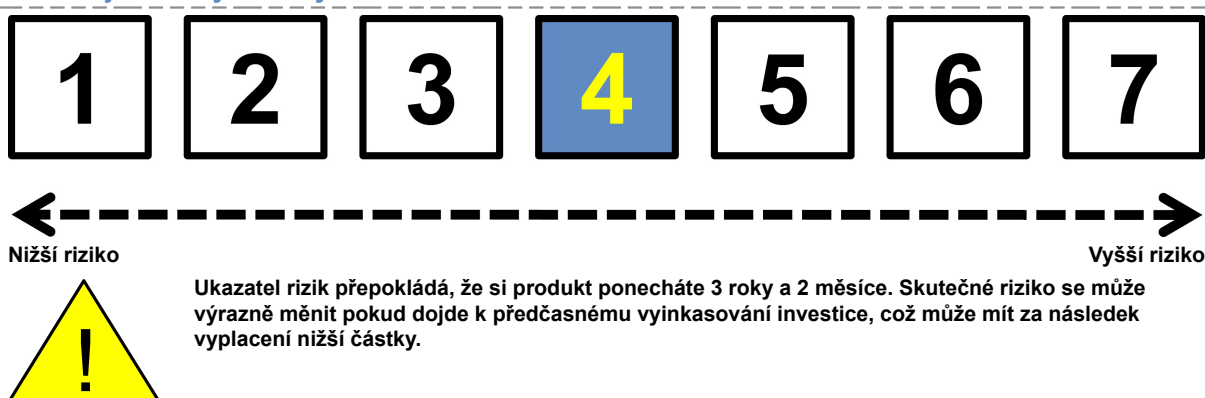 1 2 3 4 5 6 7
Nižší riziko Vyšší riziko
Ukazatel rizik přepokládá, že si produkt ponecháte 3 roky a 2 měsíce. Skutečné riziko se může
výrazně měnit pokud dojde k předčasnému vyinkasování investice, což může mít za následek
vyplacení nižší částky.
!